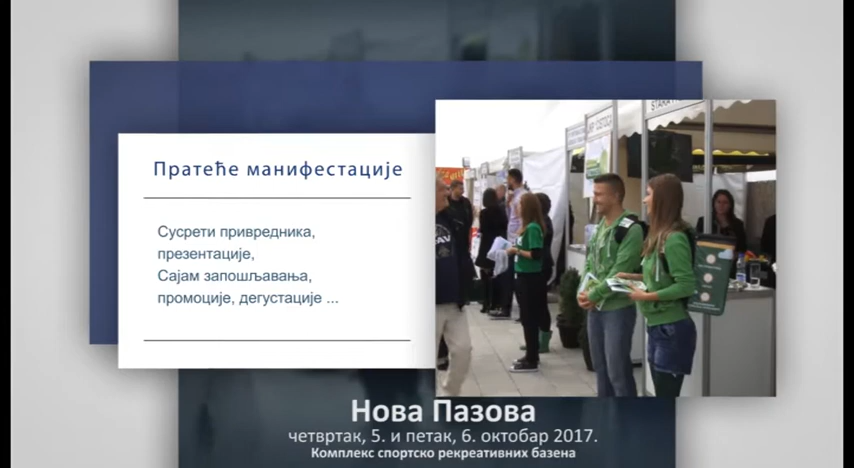 Пратеће манифестације
Сусрети привредника,
презентације,
Сајам запошљавања,
промоције, дегустације ...
Нова Пазова
четвртак, 5. и петак, 6. октобар 2017.
Комплекс спортско рекреативних базена